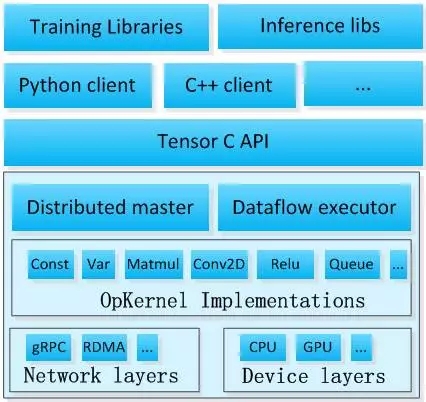 Training Libraries Inference libs
Python client C++ client ...
Tensor C API
Distributed master Dataflow executor
Const Var Matmul Conv2D Relu Queue ...
OpKernel Implementations
gRPC RDMA ... CPU GPU ...
Network layers Device layers